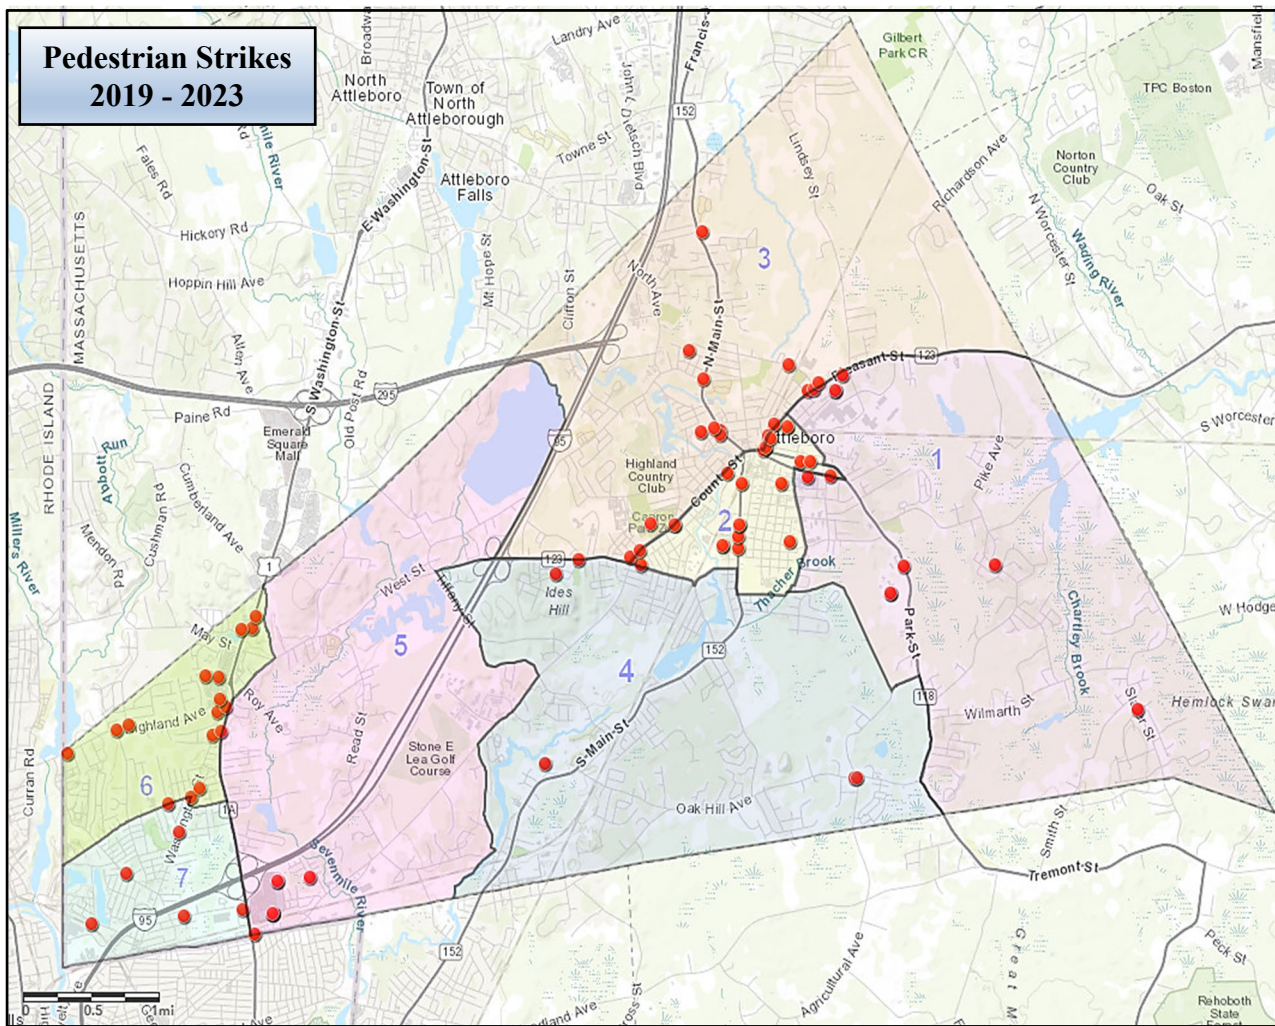 Pedestrian Strikes
2019 - 2023
North
Attleboro
Town of
North
Attleborough
Attleboro
Falls
Landry Ave
John L Dietsch Blvd
Towne St
Francis
152
Gilbert
Park CR
Mansfield
TPC Boston
Norton
Country
Club
Oak St
Richardson Ave
N Worcester St
Wading River
Lindsey St
Fales Rd
Hickory Rd
Hoppin Hill Ave
E-Washington-St
Mt Hope St
Clifton St
North Ave
3
N-Main-St
MASSACHUSETTS
RHODE ISLAND
Allen Ave
S Washington-St
Old Post Rd
295
Paine Rd
Emerald
Square
Mall
Abbott Run
Cumberland Ave
Cushman Rd
Mendon Rd
Millers River
Pleasant-St
123
S Worcester
ttleboro
1
Pike Ave
Highland
Country
Club
County St
2
123
Ides
Hill
Thacher Brook
West St
Tiffany St
1
May St
5
4
152
Park-St
Chartley Brook
W Hodge
118
Wilmarth St
Slater St
Hemlock Swa
Roy Ave
Read St
Stone E
Lea Golf
Course
S-Main-St
Oak Hill Ave
Curran Rd
6
1A
7
95
Sevenmile River
152
Smith St
Tremont-St
Peck St
Agricultural Ave
Great M
Rehoboth
State
0 0.5 1mi